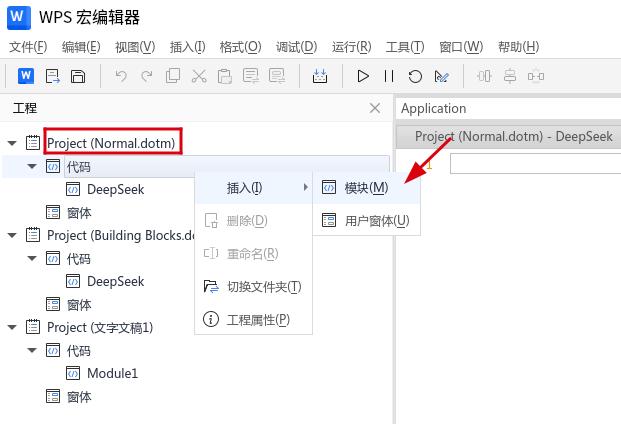 WPS 宏编辑器
文件(F) 编辑(E) 视图(V) 插入(I) 格式(O) 调试(D) 运行(R) 工具(T) 窗口(W) 帮助(H)
工程
Application
Project (Normal.dotm)
Project (Normal.dotm) - DeepSeek
代码
1
DeepSeek
插入(I)
模块(M)
窗体
删除(D)
用户窗体(U)
Project (Building Blocks.do
代码
重命名(R)
DeepSeek
切换文件夹(T)
窗体
工程属性(P)
Project (文字文稿1)
代码
Module1
窗体